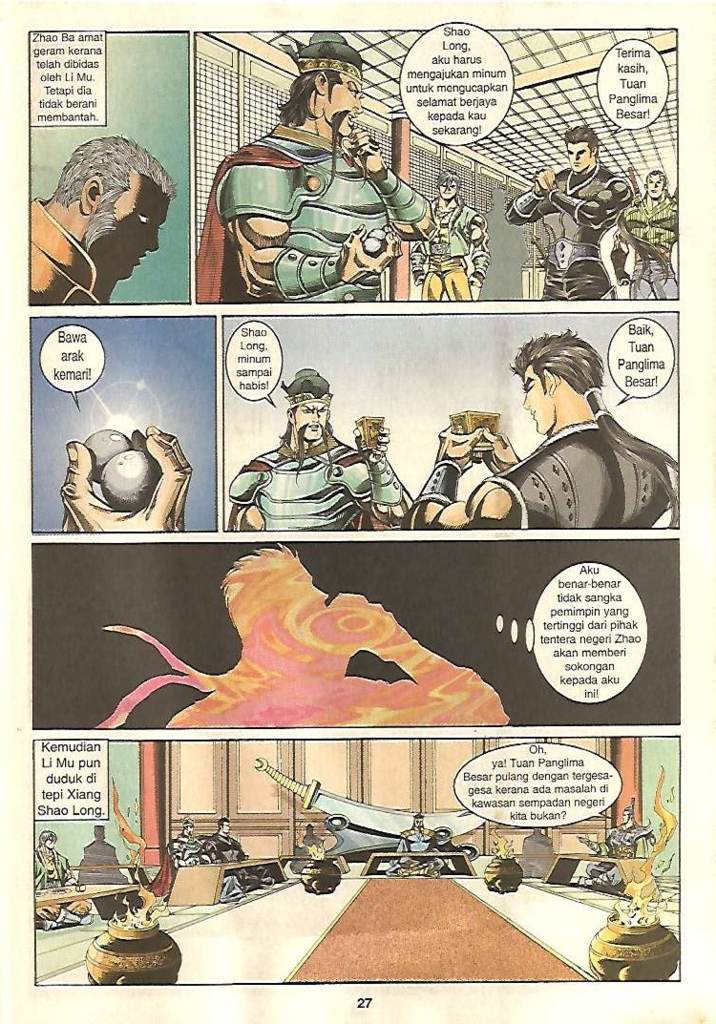 Zhao Ba amat
geram kerana
telah dibidas
oleh Li Mu.
Tetapi dia
tidak berani
membantah.
Shao
Long,
aku harus
mengajukan minum
untuk mengucapkan
selamat berjaya
kepada kau
sekarang!
Terima
kasih,
Tuan
Panglima
Besar!
Bawa
arak
kemari!
Shao
Long,
minum
sampai
habis!
Baik,
Tuan
Panglima
Besar!
Aku
benar-benar
tidak sangka
pemimpin yang
tertinggi dari pihak
tentera negeri Zhao
akan memberi
sokongan
kepada aku
ini!
Kemudian
Li Mu pun
duduk di
tepi Xiang
Shao Long.
Oh,
ya! Tuan Panglima
Besar pulang dengan tergesa-
gesa kerana ada masalah di
kawasan sempadan negeri
kita bukan?
27